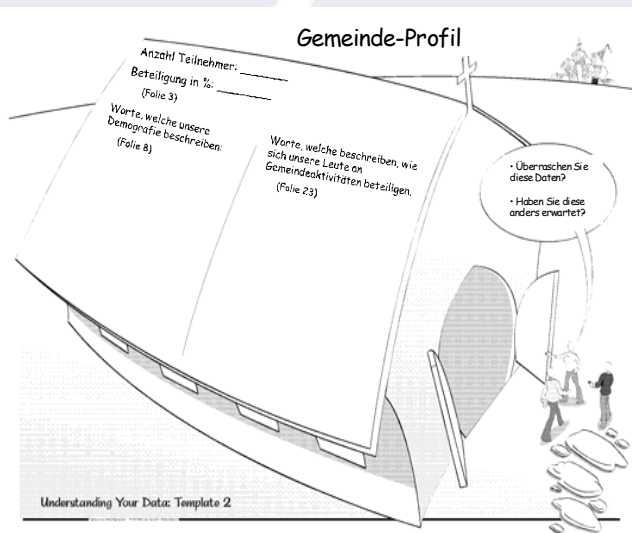 Gemeinde-Profil
Anzahl Teilnehmer: ________
Beteiligung in %: _________
(Folie 3)
Worte, welche unsere
Demografie beschreiben:
(Folie 8)
Worte, welche beschreiben, wie
sich unsere Leute an
Gemeindeaktivitäten beteiligen.
(Folie 23)
• Überraschen Sie
diese Daten?
• Haben Sie diese
anders erwartet?
Understanding Your Data: Template 2